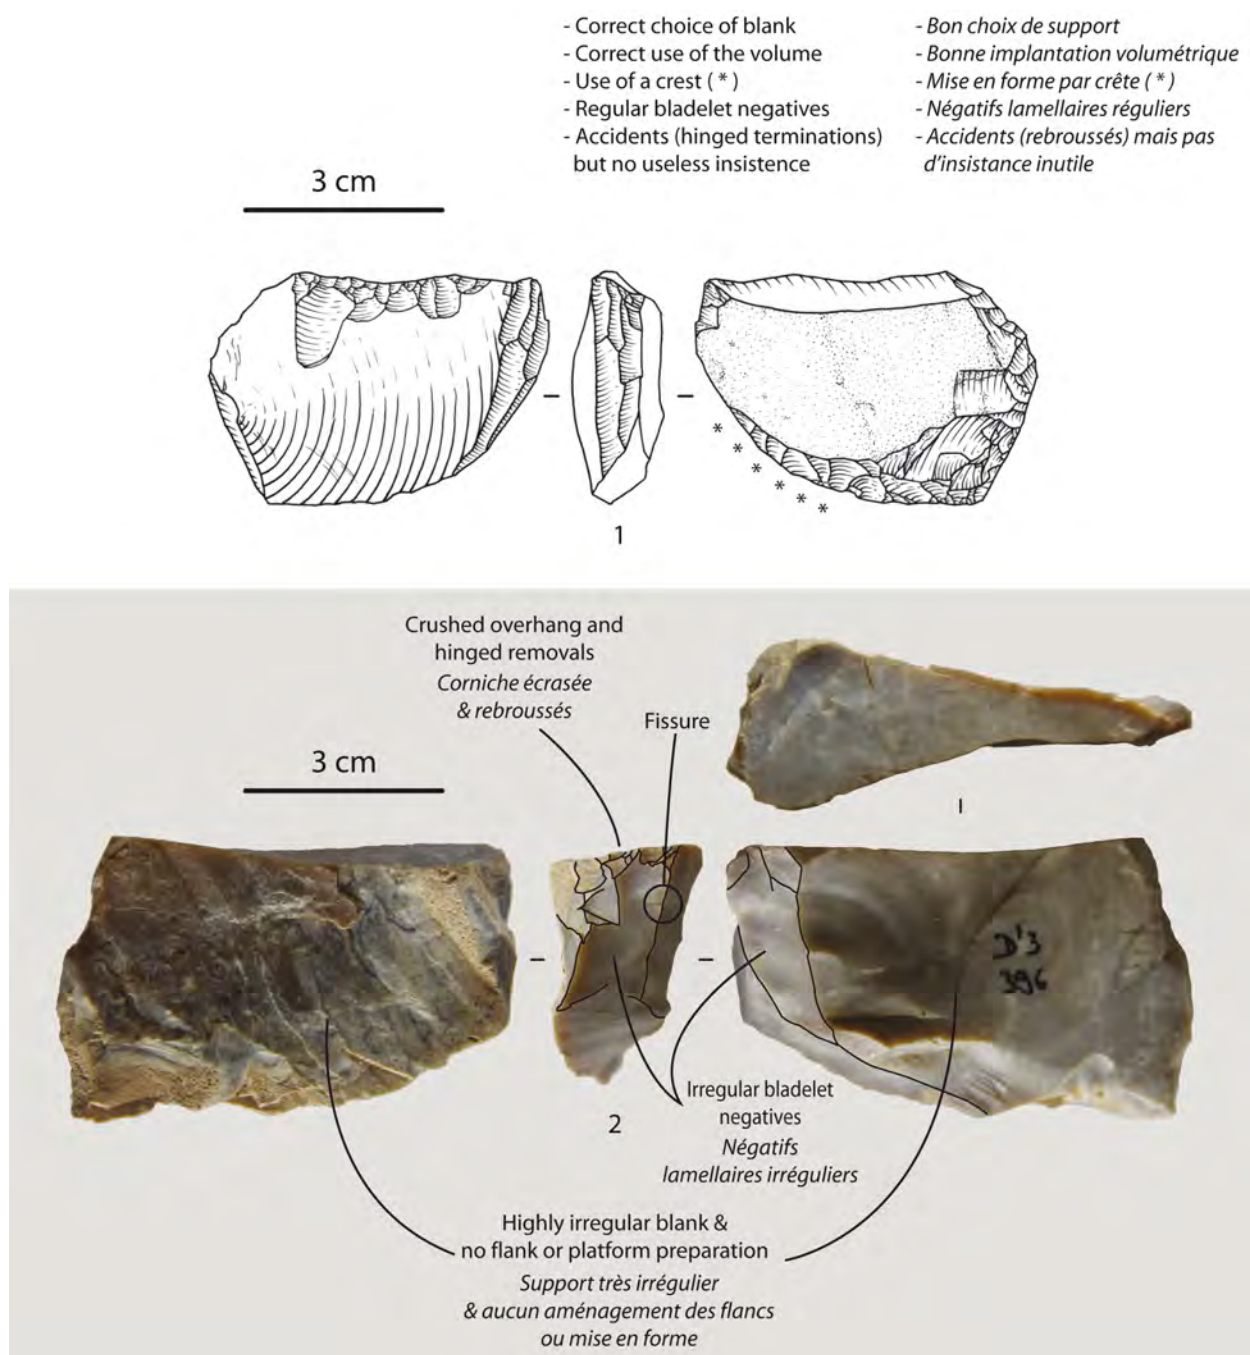 - Correct choice of blank
- Correct use of the volume
- Use of a crest ( * )
- Regular bladelet negatives
- Accidents (hinged terminations)
but no useless insistence
- Bon choix de support
- Bonne implantation volumétrique
- Mise en forme par crête ( * )
- Négatifs lamellaires réguliers
- Accidents (rebroussés) mais pas
d'insistance inutile
3 cm
* * * * * *
1
Crushed overhang and
hinged removals
Corniche écrasée
& rebroussés
Fissure
3 cm
D'3
396
2
Irregular bladelet
negatives
Négatifs
lamellaires irréguliers
Highly irregular blank &
no flank or platform preparation
Support très irrégulier
& aucun aménagement des flancs
ou mise en forme